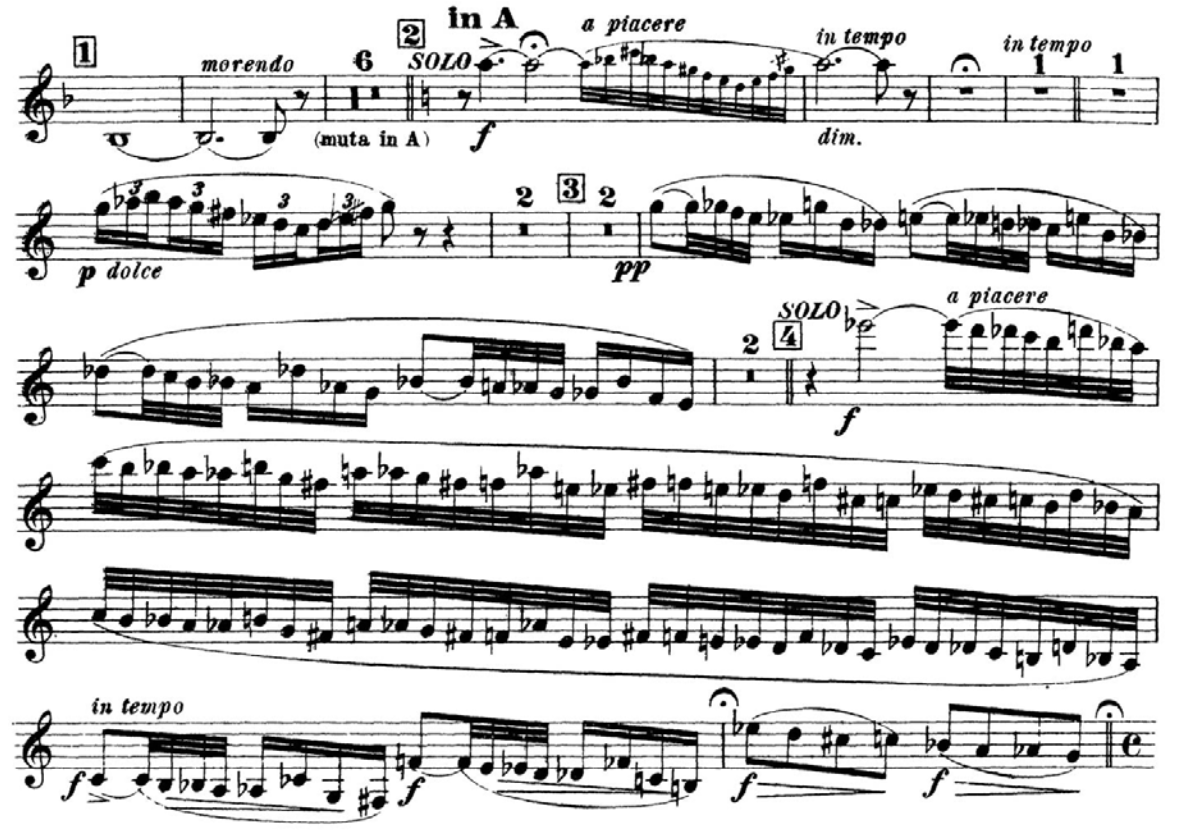 in A
1 morendo 6 2 SOLO a piacere in tempo in tempo 1 1
(muta in A) f dim.
3 3 3 3 2 3 2
p dolce pp
2 SOLO 4 a piacere
f
in tempo
f f f f